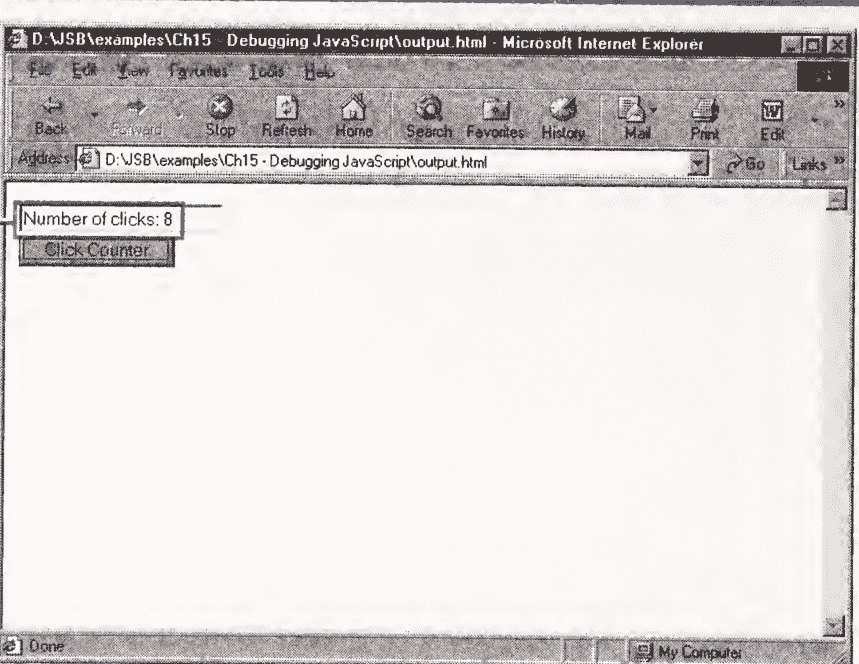 D:\JSB\examples\Ch15 - Debugging JavaScript\output.html - Microsoft Internet Explorer
File Edit View Favorites Tools Help
Back Forward Stop Refresh Home Search Favorites History Mail Print Edit »
Address D:\JSB\examples\Ch15 - Debugging JavaScript\output.html Go Links »
Number of clicks: 8
Click Counter
Done My Computer